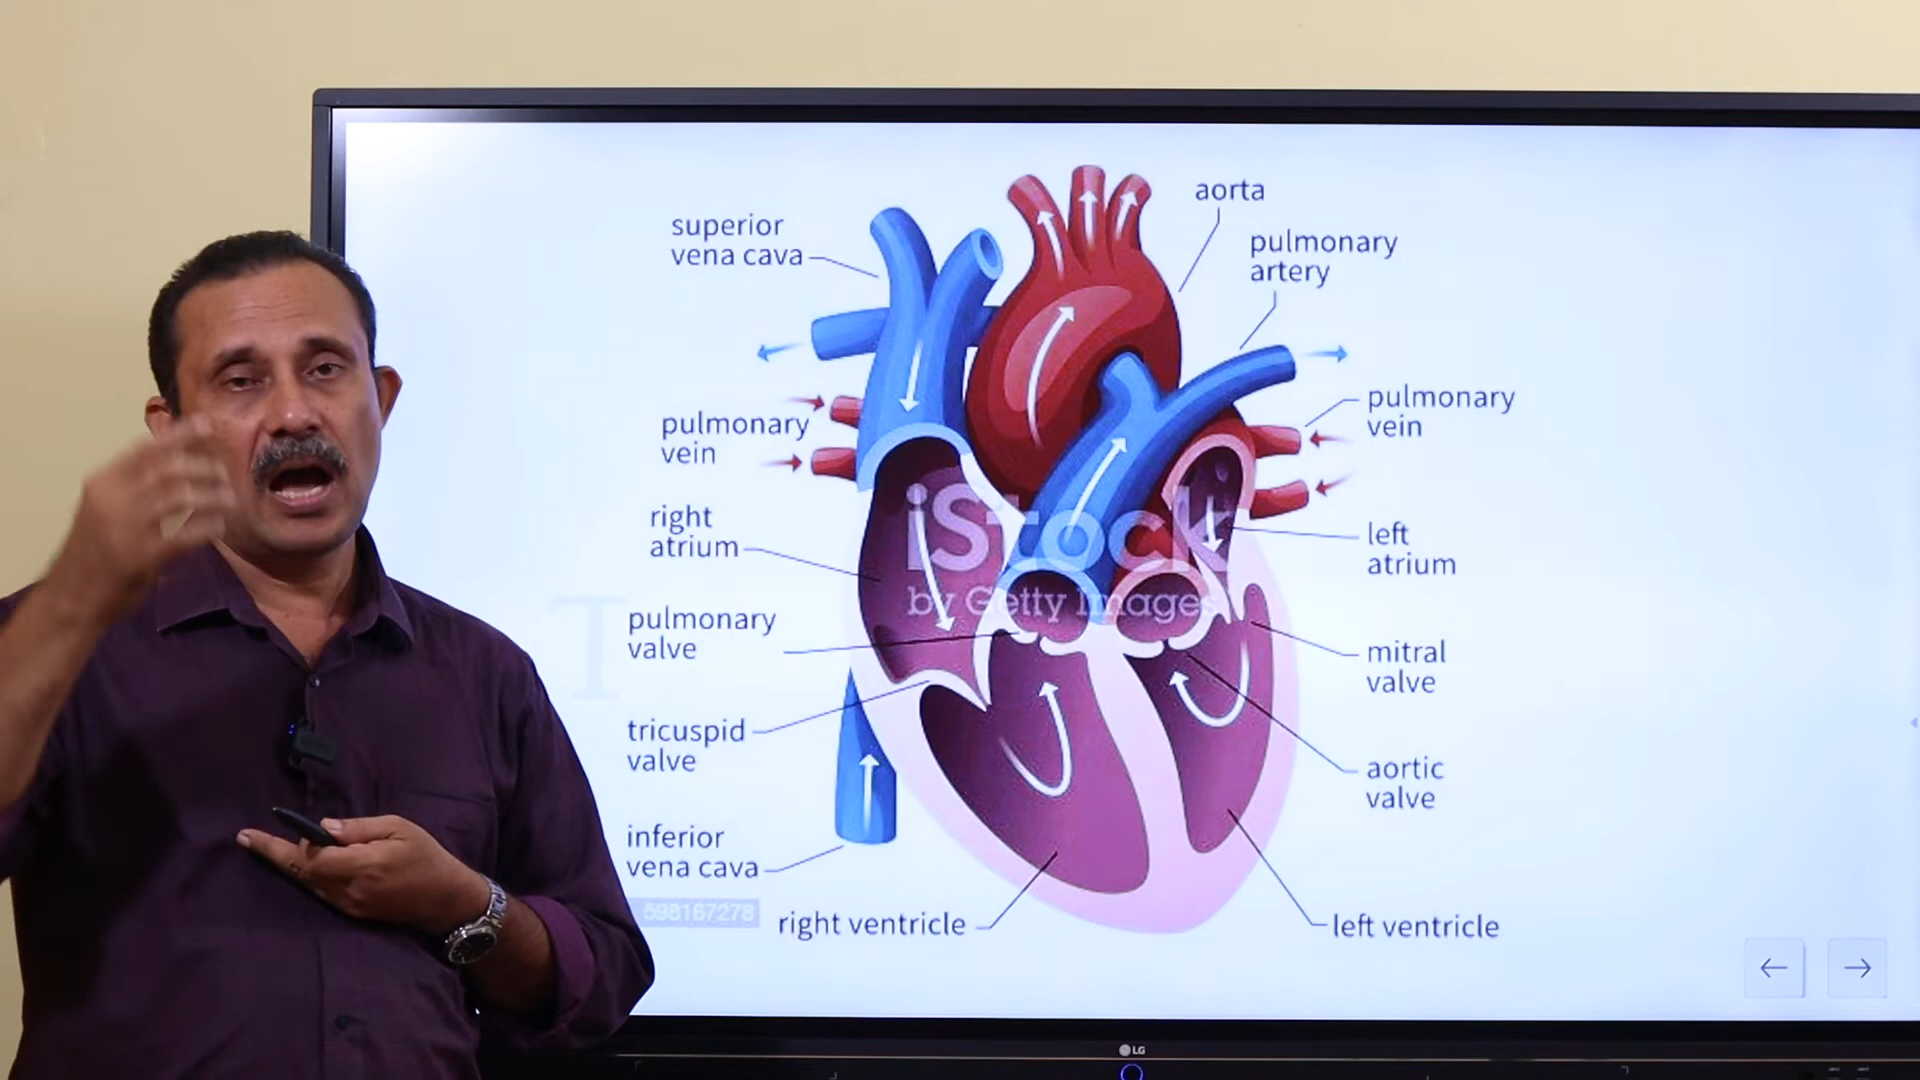 aorta
superior
vena cava
pulmonary
artery
pulmonary
vein
pulmonary
vein
right
atrium
left
atrium
iStock
by Getty Images
pulmonary
valve
T
mitral
valve
tricuspid
valve
aortic
valve
inferior
vena cava
598167278
right ventricle
left ventricle
LG